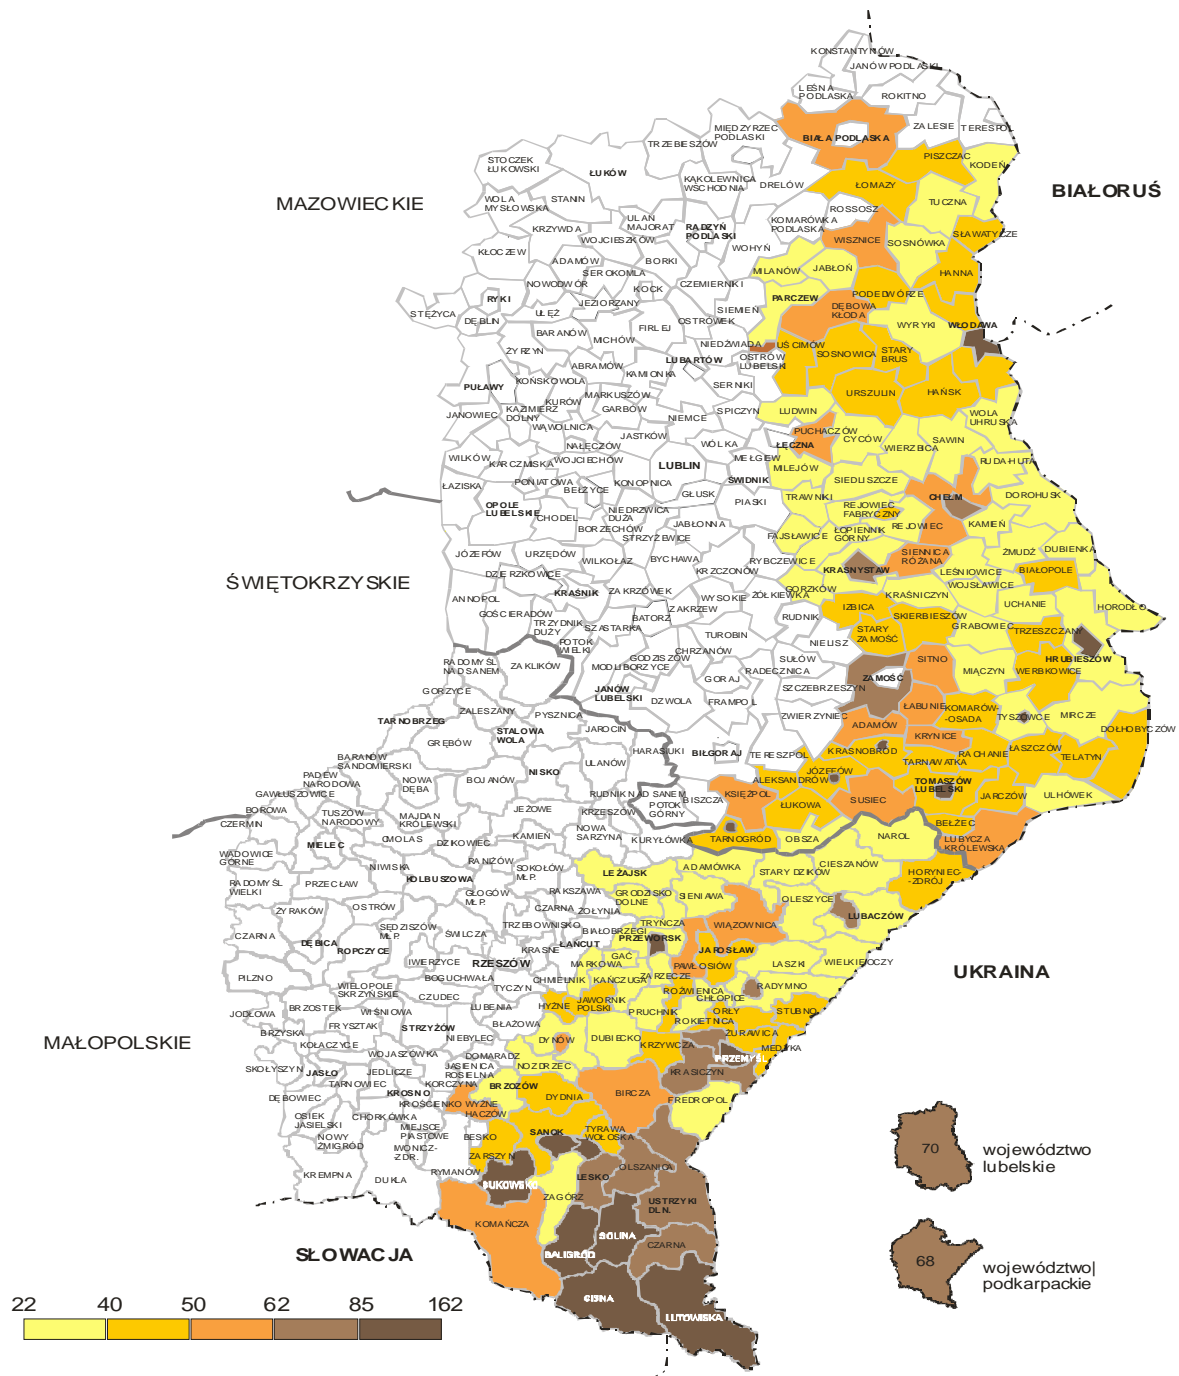 KONSTANTYNÓW
JANÓW PODLASKI
LEŚNA
PODLASKA
ROKITNO
MIĘDZYRZEC
PODLASKI
ZALESIE
TERESPOL
BIAŁA PODLASKA
TRZEBIESZÓW
STOCZEK
ŁUKOWSKI
ŁUKÓW
PISZCZAC
KODEŃ
KĄKOLEWNICA
WSCHODNIA
DRELÓW
ŁOMAZY
BIAŁORUŚ
MAZOWIECKIE
WOLA
MYSŁOWSKA
STANIN
TUCZNA
ROSSOSZ
ULAN
MAJORAT
RADZYŃ
PODLASKI
KOMARÓWKA
PODLASKA
KRZYWDA
WOJCIESZKÓW
WISZNICE
SOSNÓWKA
SŁAWATYCZE
WOHYŃ
KŁOCZEW
ADAMÓW
BORKI
MILANÓW
JABŁOŃ
HANNA
SEROKOMLA
NOWODWÓR
KOCK
CZEMIERNIKI
RYKI
JEZIORZANY
PARCZEW
PODEDWÓRZE
DĘBOWA
KŁODA
STĘŻYCA
DĘBLIN
UŁĘŻ
SIEMIEŃ
OSTRÓWEK
FIRLEJ
WYRYKI
WŁODAWA
BARANÓW
MICHÓW
NIEDŹWIADA
UŚCIMÓW
ŻYRZYN
ABRAMÓW
LUBARTÓW
OSTRÓW
LUBELSKI
SOSNOWICA
STARY
BRUS
KAMIONKA
PUŁAWY
KOŃSKOWOLA
SERNIKI
MARKUSZÓW
URSZULIN
HAŃSK
JANOWIEC
KAZIMIERZ
DOLNY
KURÓW
GARBÓW
NIEMCE
SPICZYN
LUDWIN
WOLA
UHRUSKA
WĄWOLNICA
JASTKÓW
PUCHACZÓW
NAŁĘCZÓW
WÓLKA
ŁĘCZNA
CYCÓW
WIERZBICA
SAWIN
WILKÓW
KARCZMISKA
WOJCIECHÓW
LUBLIN
MEŁGIEW
MILEJÓW
RUDA-HUTA
ŁAZISKA
PONIATOWA
BEŁŻYCE
KONOPNICA
ŚWIDNIK
SIEDLISZCZE
GŁUSK
PIASKI
TRAWNIKI
CHEŁM
DOROHUSK
OPOLE
LUBELSKIE
CHODEL
NIEDRZWICA
DUŻA
REJOWIEC
FABRYCZNY
BORZECHÓW
STRZYŻEWICE
JABŁONNA
FAJSŁAWICE
ŁOPIENNIK
GÓRNY
REJOWIEC
KAMIEŃ
JÓZEFÓW
URZĘDÓW
WILKOŁAZ
BYCHAWA
RYBCZEWICE
SIENNICA
RÓŻANA
ŻMUDŹ
DUBIENKA
ŚWIĘTOKRZYSKIE
DZIERZKOWICE
KRZCZONÓW
KRASNYSTAW
LEŚNIOWICE
BIAŁOPOLE
ANNOPOL
KRAŚNIK
ZAKRZÓWEK
WYSOKIE
ŻÓŁKIEWKA
GORZKÓW
KRAŚNICZYN
WOJSŁAWICE
GOŚCIERADÓW
ZAKRZEW
IZBICA
UCHANIE
HORODŁO
TRZYDNIK
DUŻY
SZASTARKA
BATORZ
RUDNIK
SKIERBIESZÓW
GRABOWIEC
TRZESZCZANY
POTOK
WIELKI
TUROBIN
NIELISZ
STARY
ZAMOŚĆ
RADOMYŚL
NAD SANEM
ZAKLIKÓW
GODZISZÓW
CHRZANÓW
SUŁÓW
SITNO
HRUBIESZÓW
MODLIBORZYCE
RADECZNICA
MIĄCZYN
WERBKOWICE
GORZYCE
JANÓW
LUBELSKI
GORAJ
SZCZEBRZESZYN
ZAMOŚĆ
DZWOLA
FRAMPOL
ŁABUNIE
KOMARÓW-
-OSADA
TARNOBRZEG
ZALESZANY
PYSZNICA
ZWIERZYNIEC
TYSZOWCE
MIRCZE
STALOWA
WOLA
JAROCIN
ADAMÓW
DOŁHOBYCZÓW
GRĘBÓW
HARASIUKI
BIŁGORAJ
TERESPOL
KRASNOBRÓD
KRYNICE
RACHANIE
ŁASZCZÓW
BARANÓW
SANDOMIERSKI
NISKO
ULANÓW
JÓZEFÓW
TARNAWATKA
TELATYN
PADEW
NARODOWA
NOWA
DĘBA
BOJANÓW
ALEKSANDRÓW
TOMASZÓW
LUBELSKI
GAWŁUSZOWICE
RUDNIK NAD SANEM
BISZCZA
KSIĘŻPOL
JARCZÓW
ULHÓWEK
BOROWA
TUSZÓW
NARODOWY
MAJDAN
KRÓLEWSKI
JEŻOWE
KRZESZÓW
POTOK
GÓRNY
ŁUKOWA
SUSIEC
CZERMIN
CMOLAS
DZIKOWIEC
KAMIEŃ
NOWA
SARZYNA
KURYŁÓWKA
TARNOGRÓD
OBSZA
NAROL
BEŁŻEC
LUBYCZA
KRÓLEWSKA
MIELEC
WADOWICE
GÓRNE
NIWISKA
RANIŻÓW
SOKOŁÓW
MŁP.
LEŻAJSK
ADAMÓWKA
CIESZANÓW
STARY DZIKÓW
HORYNIEC-
-ZDRÓJ
RADOMYŚL
WIELKI
PRZECŁAW
KOLBUSZOWA
GŁOGÓW
MŁP.
RAKSZAWA
GRODZISKO
DOLNE
SIENIAWA
OLESZYCE
ŻYRAKÓW
OSTRÓW
CZARNA
ŻOŁYNIA
LUBACZÓW
SĘDZISZÓW
MŁP.
ŚWILCZA
TRZEBOWNISKO
BIAŁOBRZEGI
TRYŃCZA
WIĄZOWNICA
CZARNA
DĘBICA
ROPCZYCE
KRASNE
ŁAŃCUT
PRZEWORSK
JAROSŁAW
IWIERZYCE
RZESZÓW
MARKOWA
GAĆ
PAWŁOSIÓW
LASZKI
WIELKIE OCZY
UKRAINA
PILZNO
BOGUCHWAŁA
TYCZYN
CHMIELNIK
KAŃCZUGA
ZARZECZE
WIELOPOLE
SKRZYŃSKIE
CZUDEC
LUBENIA
HYŻNE
JAWORNIK
POLSKI
ROŹWIENICA
CHŁOPICE
RADYMNO
JODŁOWA
BRZOSTEK
WIŚNIOWA
PRUCHNIK
ORŁY
STUBNO
FRYSZTAK
STRZYŻÓW
BŁAŻOWA
ROKIETNICA
BRZYSKA
KOŁACZYCE
NIEBYLEC
DYNÓW
DUBIECKO
KRZYWCZA
ŻURAWICA
MEDYKA
MAŁOPOLSKIE
WOJASZÓWKA
DOMARADZ
PRZEMYŚL
SKOŁYSZYN
JASŁO
JEDLICZE
JASIENICA
ROSIELNA
NOZDRZEC
KRASICZYN
TARNOWIEC
KORCZYNA
BRZOZÓW
DĘBOWIEC
KROSNO
KROŚCIENKO WYŻNE
HACZÓW
DYDNIA
BIRCZA
FREDROPOL
OSIEK
JASIELSKI
CHORKÓWKA
MIEJSCE
PIASTOWE
BESKO
SANOK
TYRAWA
WOŁOSKA
NOWY
ŻMIGRÓD
IWONICZ-
-ZDR.
ZARSZYN
KREMPNA
DUKLA
RYMANÓW
BUKOWSKO
ZAGÓRZ
LESKO
OLSZANICA
USTRZYKI
DLN.
KOMAŃCZA
SOLINA
CZARNA
BALIGRÓD
SŁOWACJA
CISNA
LUTOWISKA
70
województwo
lubelskie
68
województwo|
podkarpackie
22 40 50 62 85 162